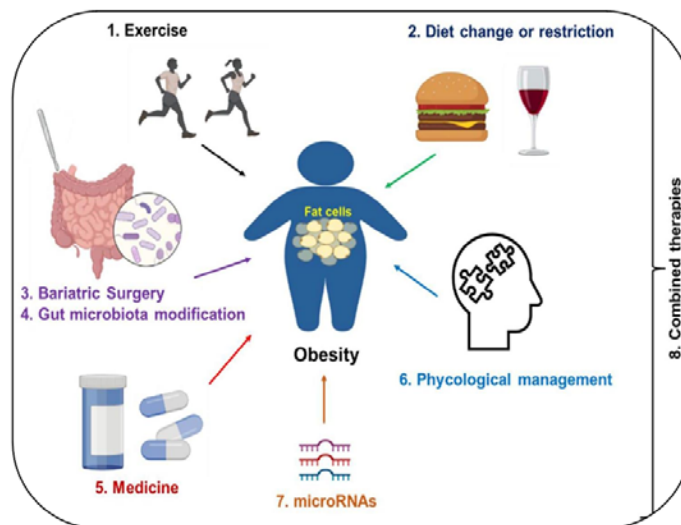 1. Exercise
2. Diet change or restriction
Fat cells
3. Bariatric Surgery
4. Gut microbiota modification
Obesity
6. Phycological management
5. Medicine
7. microRNAs
8. Combined therapies